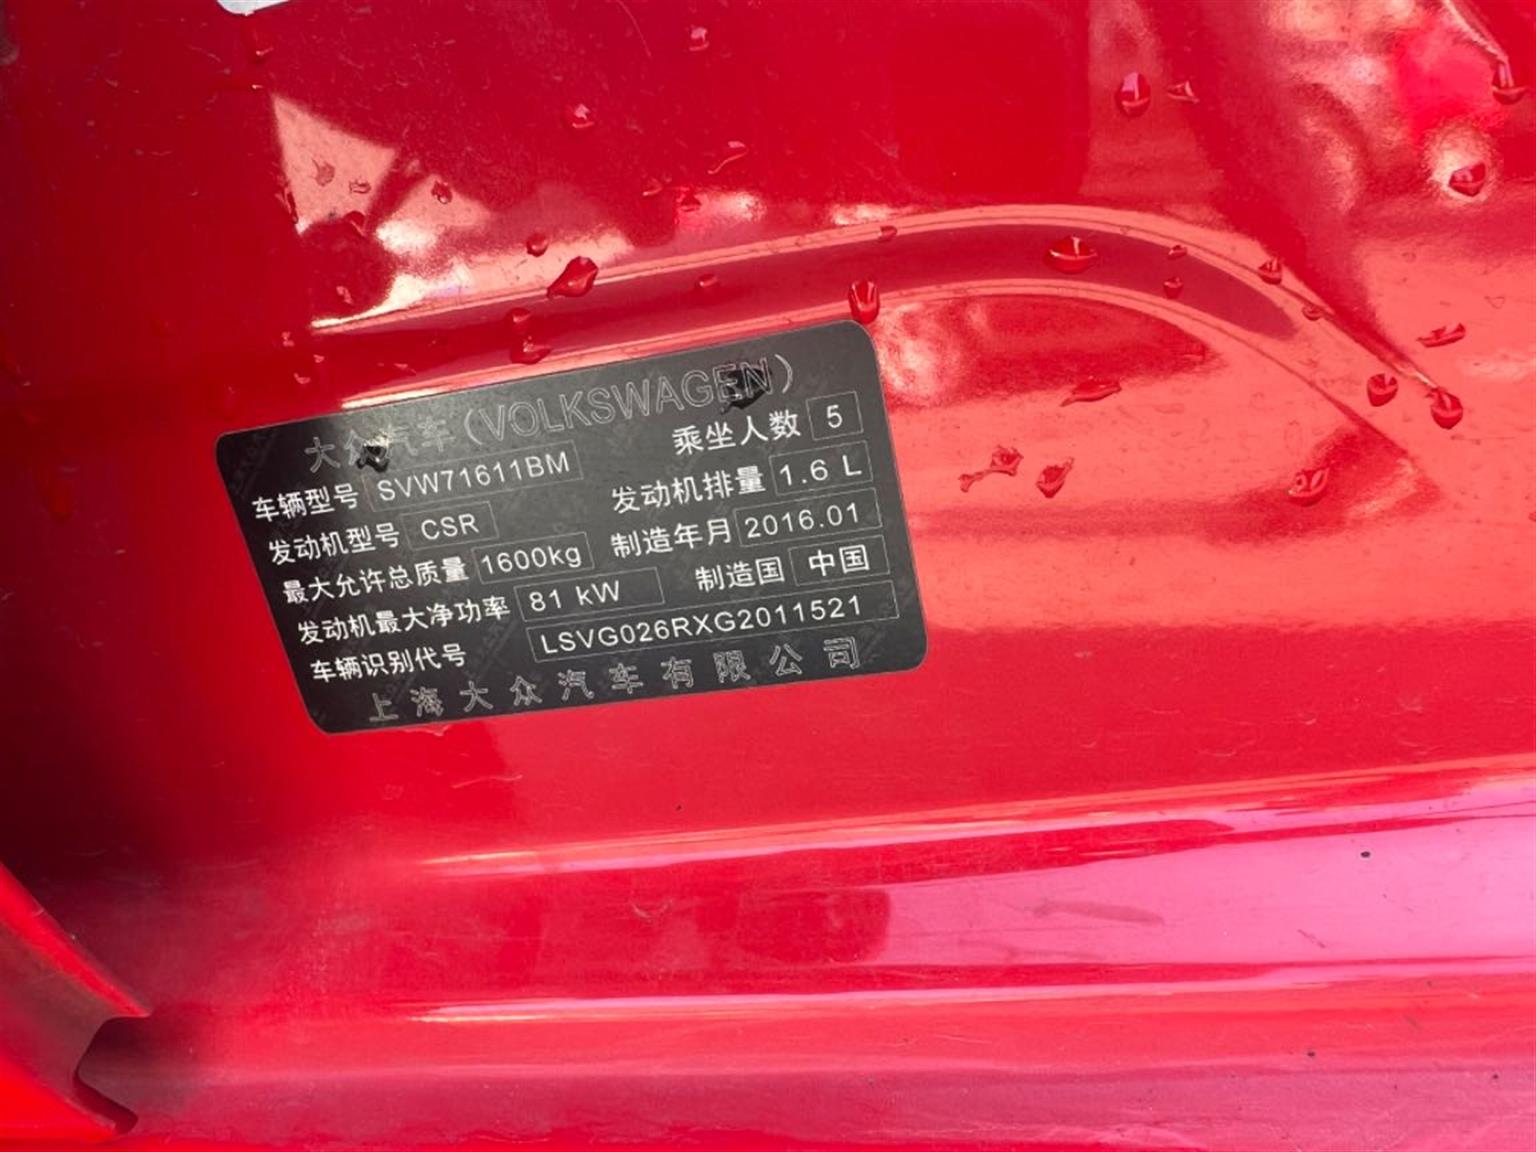 大众汽车（VOLKSWAGEN）
车辆型号 SVW71611BM 乘坐人数 5
发动机型号 CSR 发动机排量 1.6 L
最大允许总质量 1600kg 制造年月 2016.01
发动机最大净功率 81 kW 制造国 中国
车辆识别代号 LSVG026RXG2011521
上海大众汽车有限公司